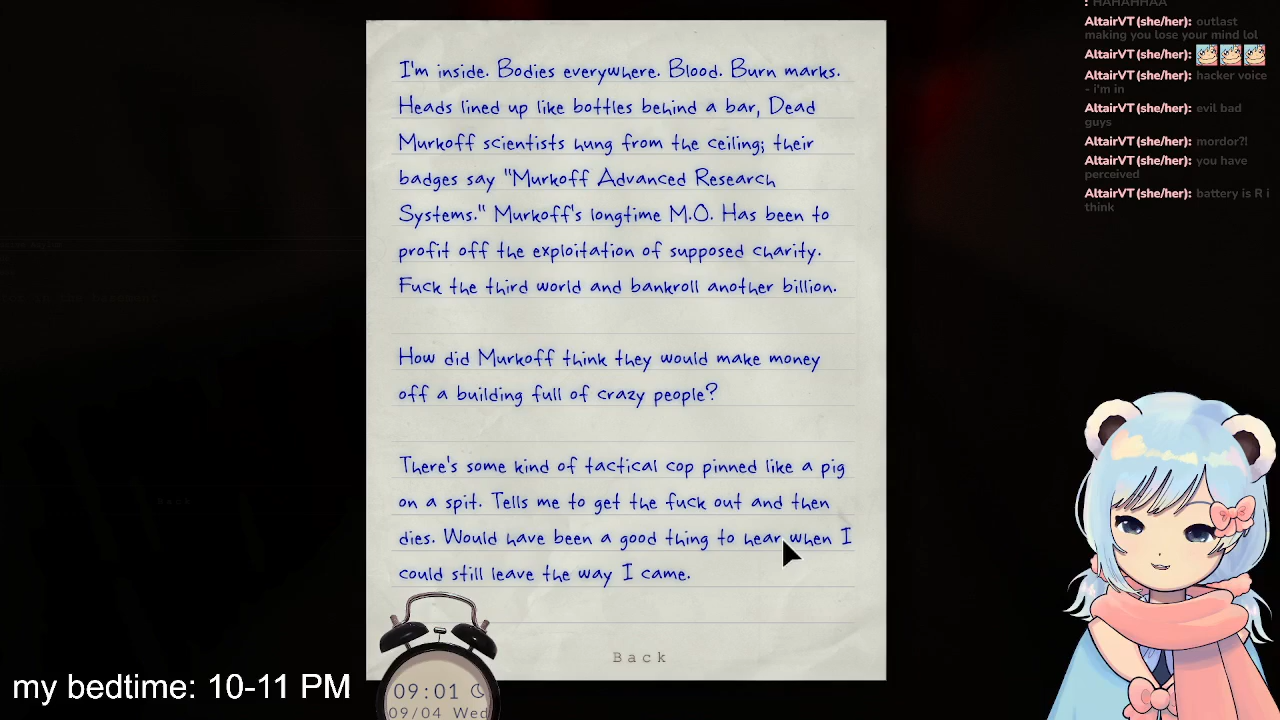 I'm inside. Bodies everywhere. Blood. Burn marks.
Heads lined up like bottles behind a bar, Dead
Murkoff scientists hung from the ceiling; their
badges say "Murkoff Advanced Research
Systems." Murkoff's longtime M.O. Has been to
profit off the exploitation of supposed charity.
Fuck the third world and bankroll another billion.
How did Murkoff think they would make money
off a building full of crazy people?
There's some kind of tactical cop pinned like a pig
on a spit. Tells me to get the fuck out and then
dies. Would have been a good thing to hear when I
could still leave the way I came.
Back
: HAHAHHAA
AltairVT(she/her): outlast
making you lose your mind lol
AltairVT(she/her):
AltairVT(she/her): hacker voice
- i'm in
AltairVT(she/her): evil bad
guys
AltairVT(she/her): mordor?!
AltairVT(she/her): you have
perceived
AltairVT(she/her): battery is R i
think
my bedtime: 10-11 PM
09:01
09/04 Wed